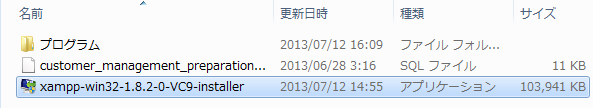 名前 更新日時 種類 サイズ
プログラム 2013/07/12 16:09 ファイル フォル...
customer_management_preparation... 2013/06/28 3:16 SQL ファイル 11 KB
xampp-win32-1.8.2-0-VC9-installer 2013/07/12 14:55 アプリケーション 103,941 KB